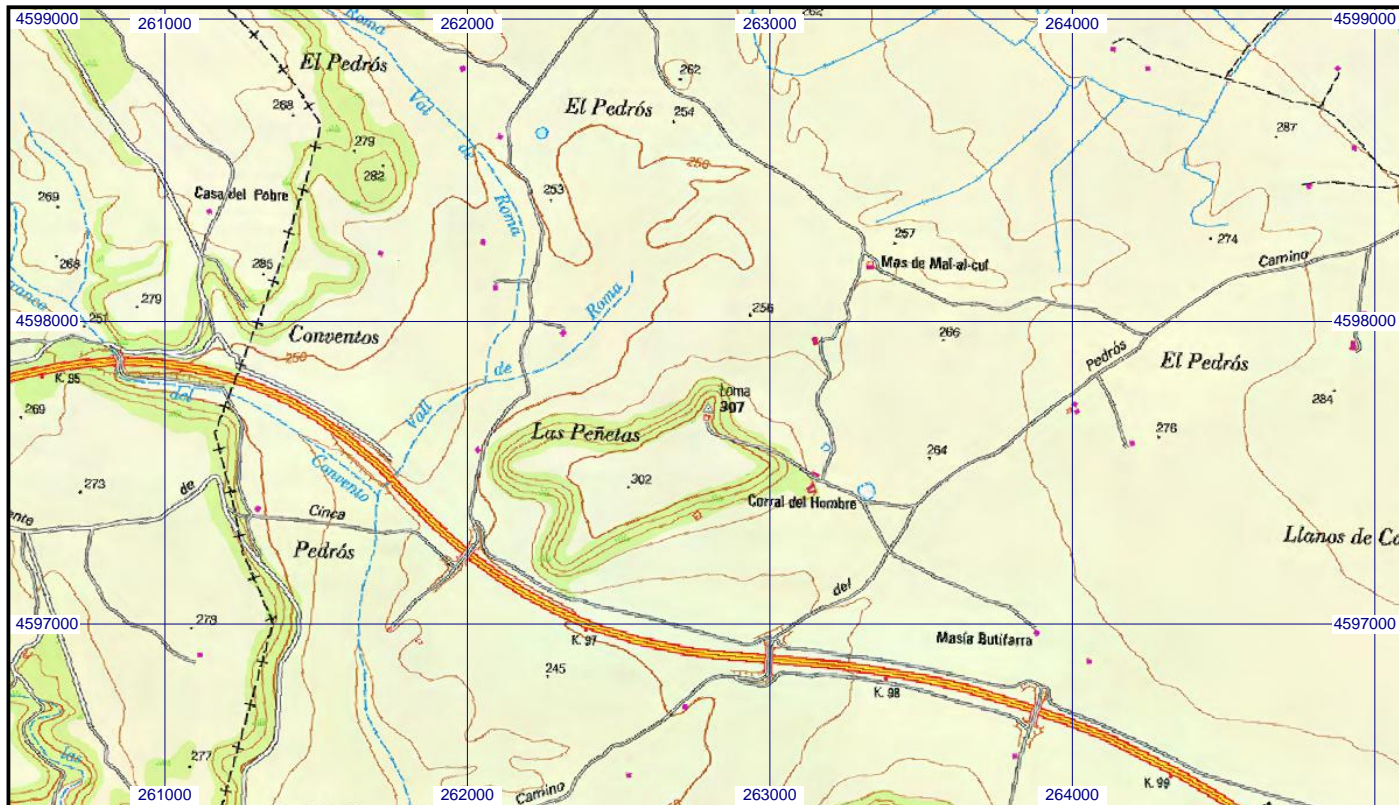 4599000
261000
262000
263000
264000
4599000
Roma
El Pedrós
262
Val
El Pedrós
254
268
287
279
de
250
282
269
Casa del Pobre
253
Roma
257
274
268
285
Mas de Mal-al-cul
Camino
279
Roma
256
4598000
251
4598000
Conventos
266
250
de
Pedrós
El Pedrós
K. 95
del
Loma
307
284
269
Vall
Las Peñetas
276
264
Convento
273
302
de
Corral del Hombre
Cinca
Pedrós
Llanos de
del
4597000
278
4597000
K. 97
Masía Butifarra
245
K. 98
277
las
K. 99
Camino
261000
262000
263000
264000